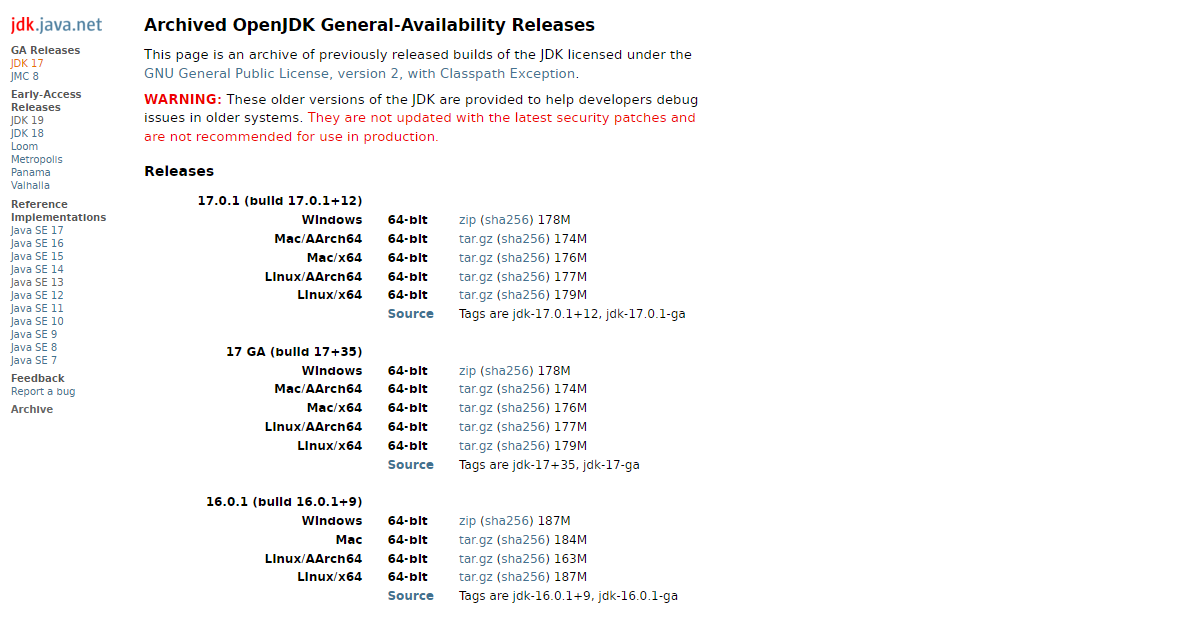 jdk.java.net
GA Releases
JDK 17
JMC 8
Early-Access
Releases
JDK 19
JDK 18
Loom
Metropolis
Panama
Valhalla
Reference
Implementations
Java SE 17
Java SE 16
Java SE 15
Java SE 14
Java SE 13
Java SE 12
Java SE 11
Java SE 10
Java SE 9
Java SE 8
Java SE 7
Feedback
Report a bug
Archive
Archived OpenJDK General-Availability Releases
This page is an archive of previously released builds of the JDK licensed under the
GNU General Public License, version 2, with Classpath Exception.
WARNING: These older versions of the JDK are provided to help developers debug
issues in older systems. They are not updated with the latest security patches and
are not recommended for use in production.
Releases
17.0.1 (build 17.0.1+12)
Windows 64-bit zip (sha256) 178M
Mac/AArch64 64-bit tar.gz (sha256) 174M
Mac/x64 64-bit tar.gz (sha256) 176M
Linux/AArch64 64-bit tar.gz (sha256) 177M
Linux/x64 64-bit tar.gz (sha256) 179M
Source Tags are jdk-17.0.1+12, jdk-17.0.1-ga
17 GA (build 17+35)
Windows 64-bit zip (sha256) 178M
Mac/AArch64 64-bit tar.gz (sha256) 174M
Mac/x64 64-bit tar.gz (sha256) 176M
Linux/AArch64 64-bit tar.gz (sha256) 177M
Linux/x64 64-bit tar.gz (sha256) 179M
Source Tags are jdk-17+35, jdk-17-ga
16.0.1 (build 16.0.1+9)
Windows 64-bit zip (sha256) 187M
Mac 64-bit tar.gz (sha256) 184M
Linux/AArch64 64-bit tar.gz (sha256) 163M
Linux/x64 64-bit tar.gz (sha256) 187M
Source Tags are jdk-16.0.1+9, jdk-16.0.1-ga